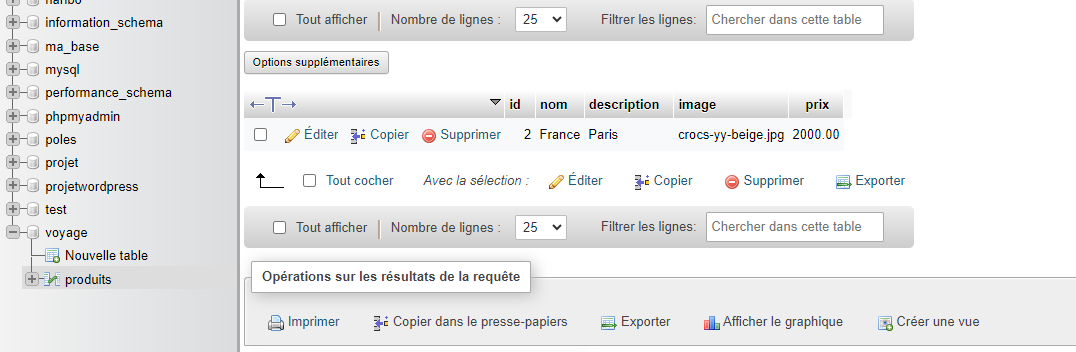 information_schema
ma_base
mysql
performance_schema
phpmyadmin
poles
projet
projetwordpress
test
voyage
Nouvelle table
produits
Tout afficher Nombre de lignes : 25 Filtrer les lignes: Chercher dans cette table
Options supplémentaires
id nom description image prix
Éditer Copier Supprimer 2 France Paris crocs-yy-beige.jpg 2000.00
Tout cocher Avec la sélection : Éditer Copier Supprimer Exporter
Tout afficher Nombre de lignes : 25 Filtrer les lignes: Chercher dans cette table
Opérations sur les résultats de la requête
Imprimer Copier dans le presse-papiers Exporter Afficher le graphique Créer une vue